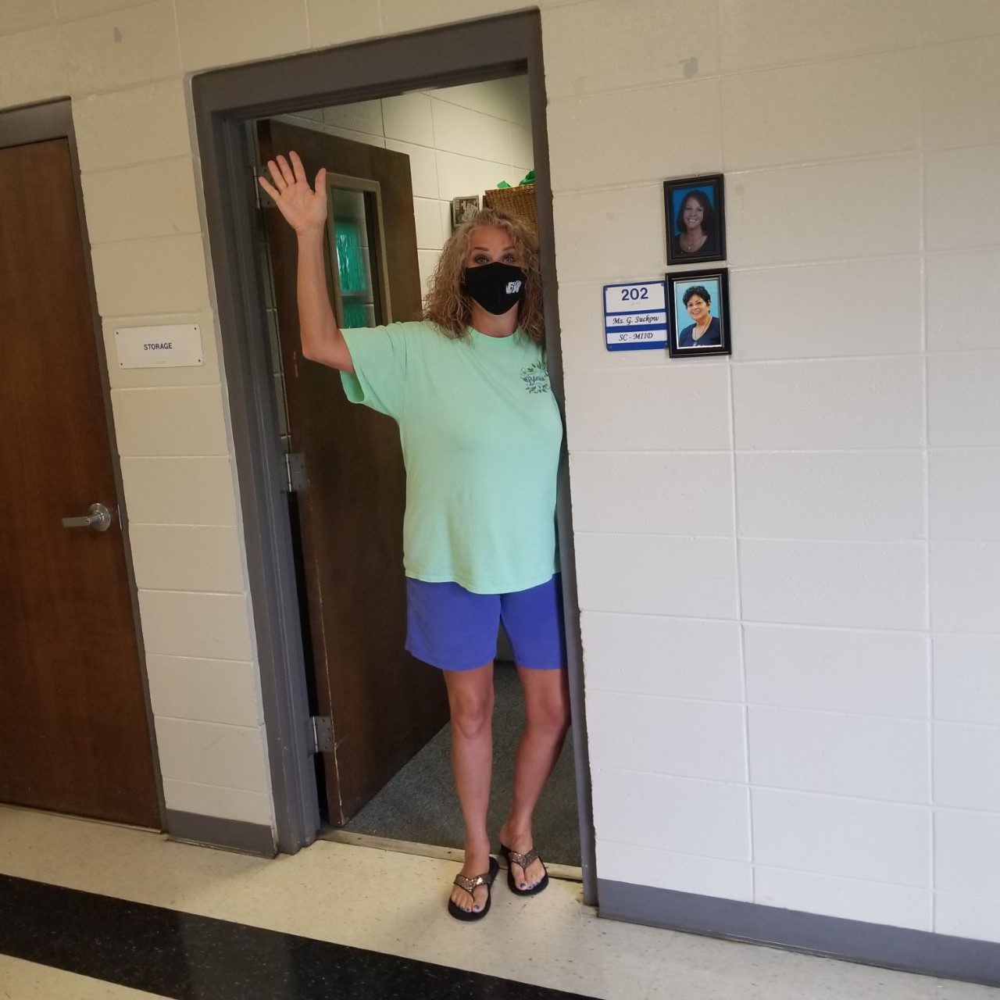 STORAGE
202
Ms. G. Suckow
SC - MIID